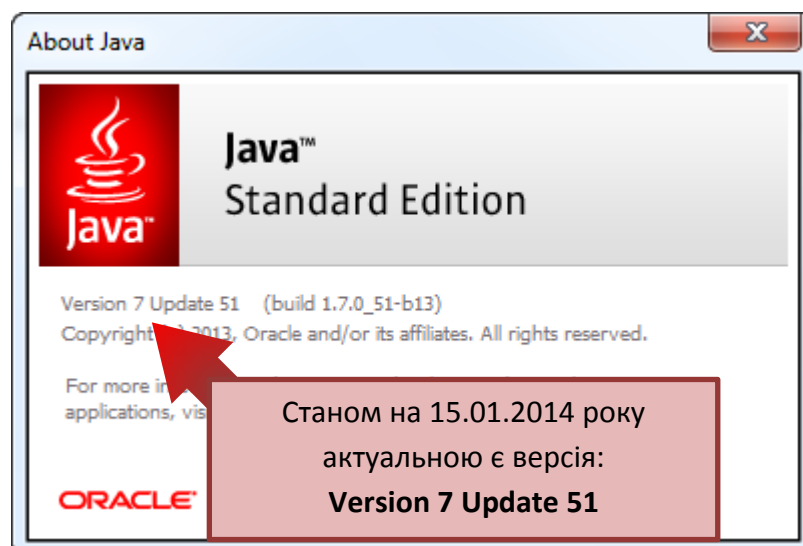 About Java
Java™
Java™
Standard Edition
Version 7 Update 51 (build 1.7.0_51-b13)
Copyright 2013, Oracle and/or its affiliates. All rights reserved.
For more
applications,
Станом на 15.01.2014 року
актуальною є версія:
Version 7 Update 51
ORACLE